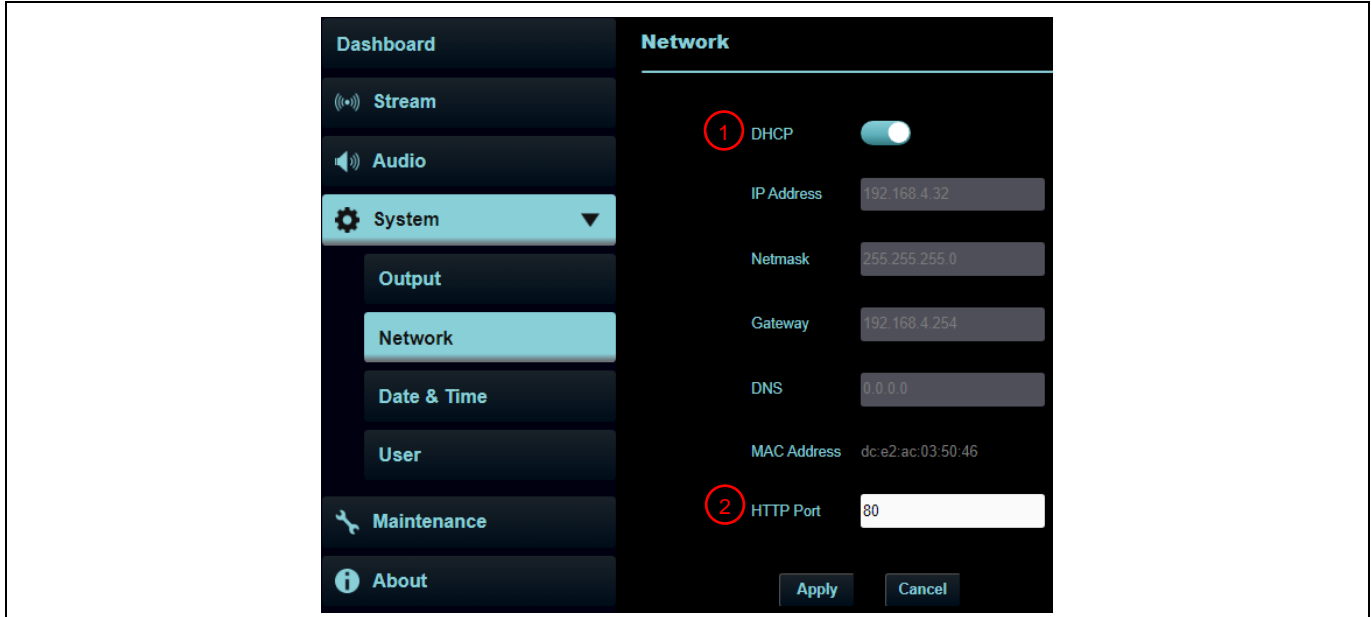 Dashboard
Stream
Audio
System
Output
Network
Date & Time
User
Maintenance
About
Network
1 DHCP
IP Address 192.168.4.32
Netmask 255.255.255.0
Gateway 192.168.4.254
DNS 0.0.0.0
MAC Address dc:e2:ac:03:50:46
2 HTTP Port 80
Apply Cancel